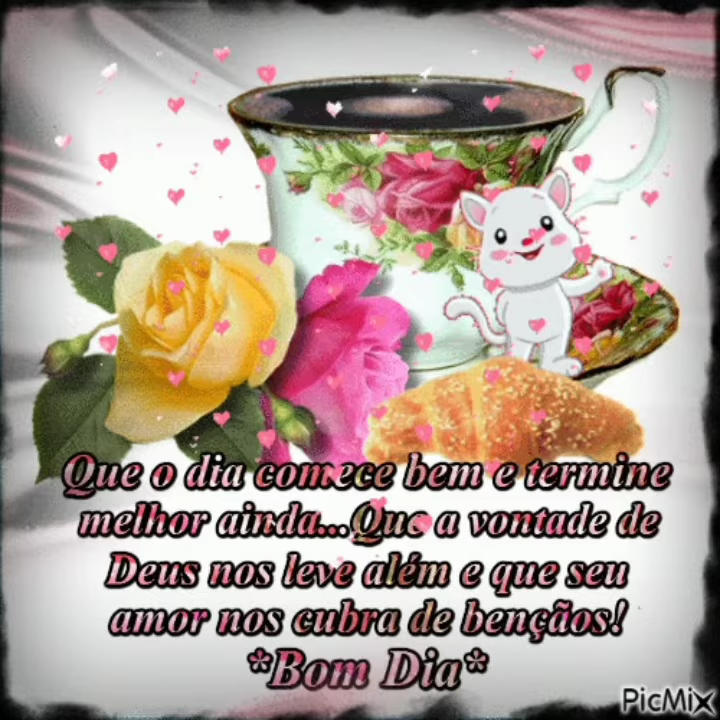 Que o dia comece bem e termine
melhor ainda...Que a vontade de
Deus nos leve além e que seu
amor nos cubra de bençãos!
*Bom Dia*
PicMix